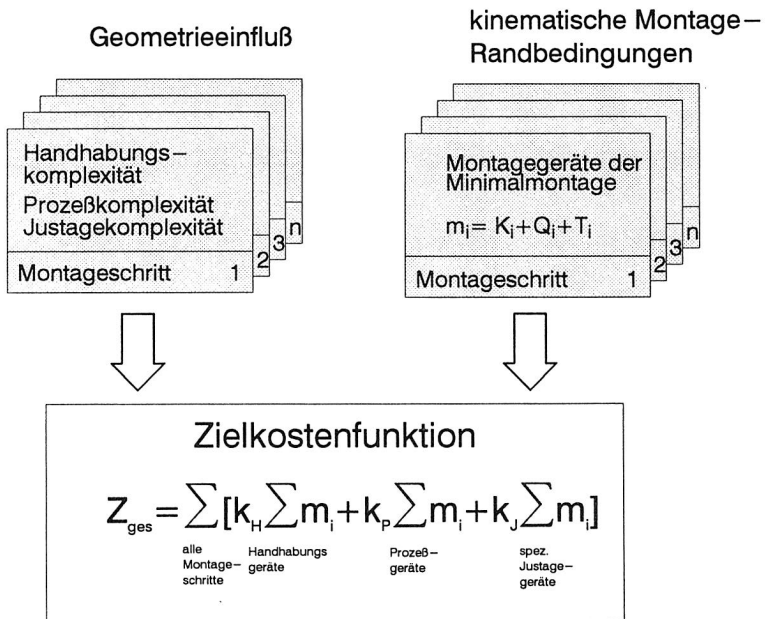 Geometrieeinfluß
kinematische Montage–
Randbedingungen
Handhabungs–
komplexität
Prozeßkomplexität
Justagekomplexität
Montageschritt 1
2
3
n
Montagegeräte der
Minimalmontage
mᵢ= Kᵢ+Qᵢ+Tᵢ
Montageschritt 1
2
3
n
Zielkostenfunktion
Z_ges = ∑[k_H ∑mᵢ+k_P ∑mᵢ+k_J ∑mᵢ]
alle
Montage–
schritte
Handhabungs
geräte
Prozeß–
geräte
spez.
Justage–
geräte